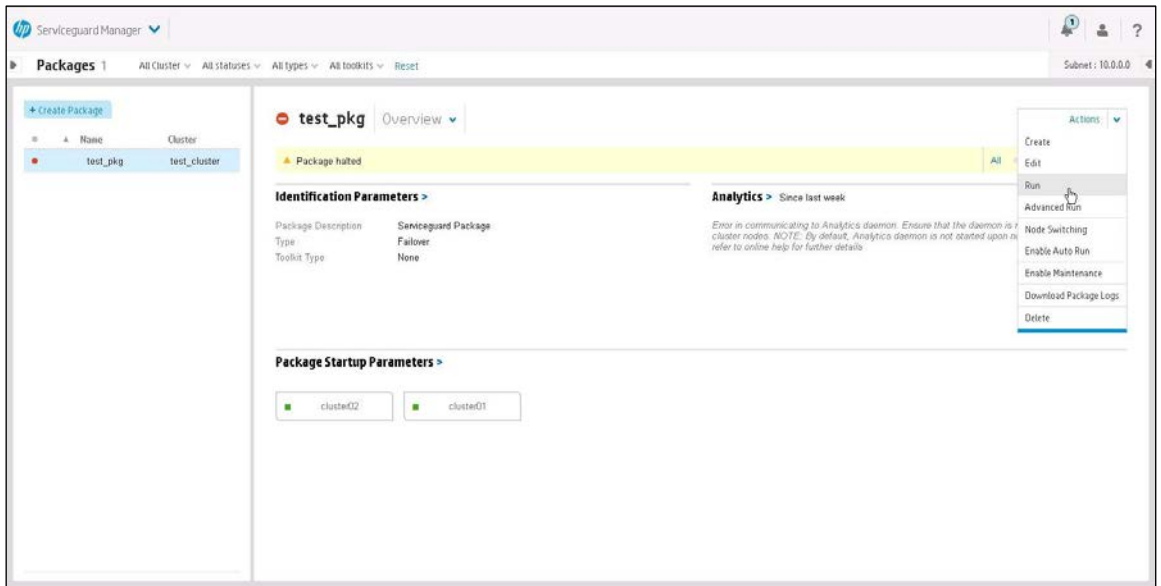 hp Serviceguard Manager 1 ?
Packages 1 All Cluster All statuses All types All toolkits Reset Subnet : 10.0.0.0
+ Create Package
Name Cluster
test_pkg test_cluster
test_pkg Overview
Package halted All
Identification Parameters >
Package Description Serviceguard Package
Type Failover
Toolkit Type None
Analytics > Since last week
Error in communicating to Analytics daemon. Ensure that the daemon is
cluster nodes. NOTE: By default, Analytics daemon is not started upon
refer to online help for further details
Actions
Create
Edit
Run
Advanced Run
Node Switching
Enable Auto Run
Enable Maintenance
Download Package Logs
Delete
Package Startup Parameters >
cluster02 cluster01